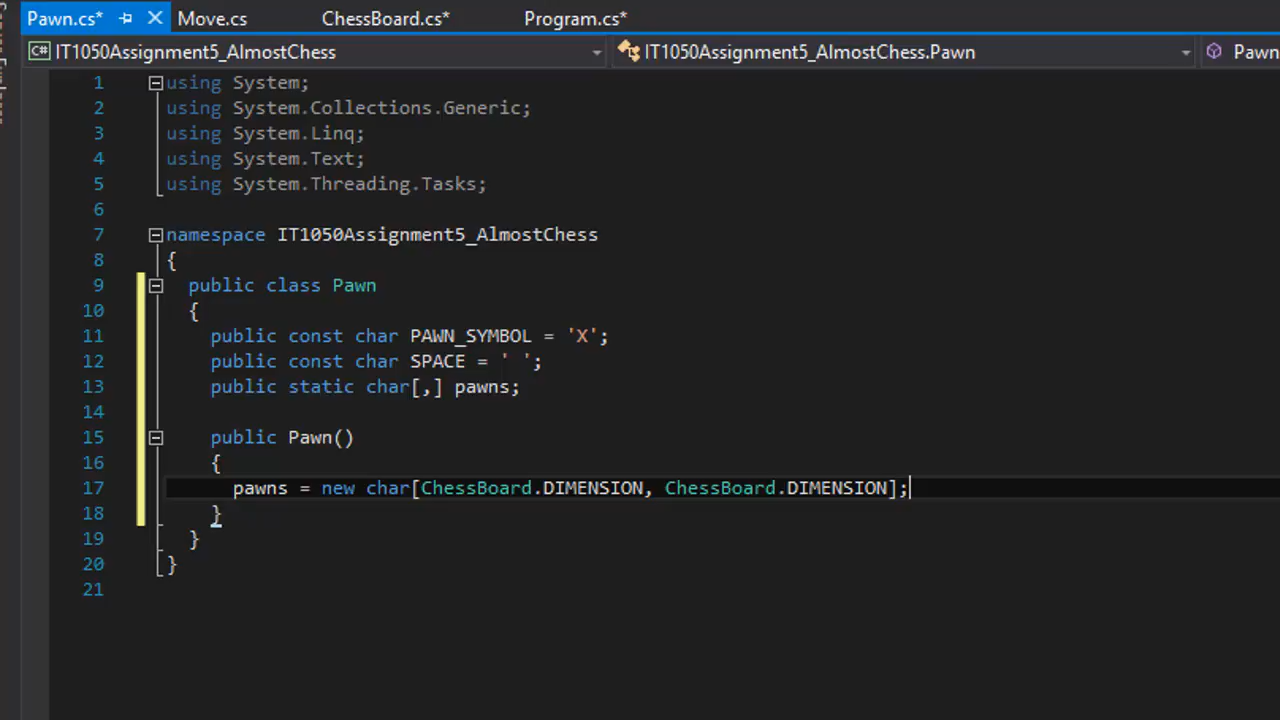 Pawn.cs* Move.cs ChessBoard.cs* Program.cs*
C# IT1050Assignment5_AlmostChess IT1050Assignment5_AlmostChess.Pawn Pawn
1 using System;
2 using System.Collections.Generic;
3 using System.Linq;
4 using System.Text;
5 using System.Threading.Tasks;
6
7 namespace IT1050Assignment5_AlmostChess
8 {
9 public class Pawn
10 {
11 public const char PAWN_SYMBOL = 'X';
12 public const char SPACE = ' ';
13 public static char[,] pawns;
14
15 public Pawn()
16 {
17 pawns = new char[ChessBoard.DIMENSION, ChessBoard.DIMENSION];
18 }
19 }
20 }
21